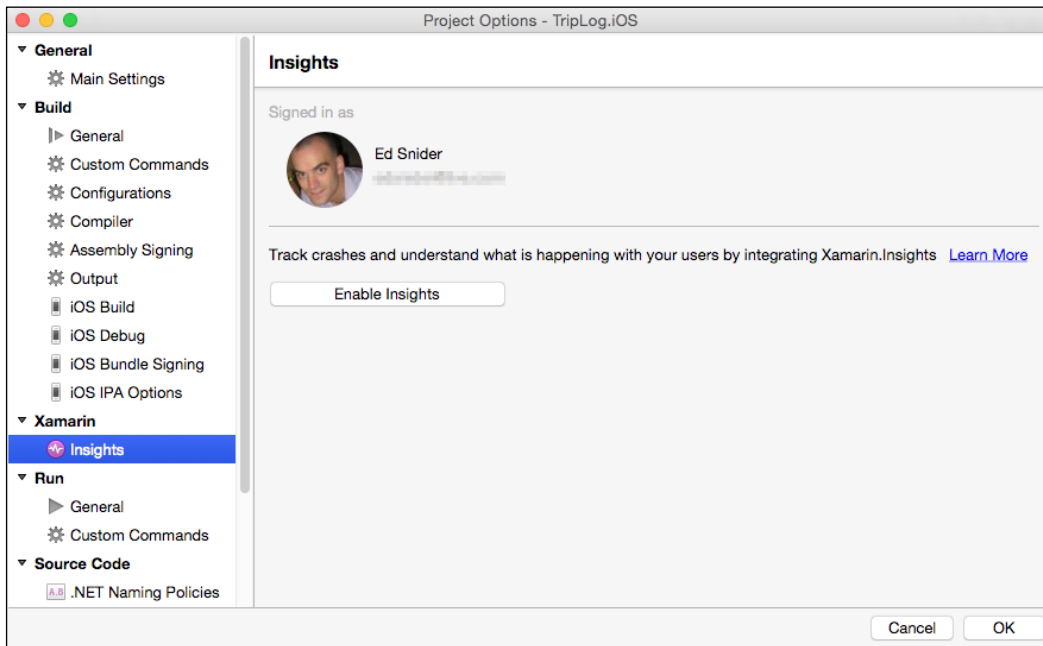 Project Options - TripLog.iOS
General
Main Settings
Build
General
Custom Commands
Configurations
Compiler
Assembly Signing
Output
iOS Build
iOS Debug
iOS Bundle Signing
iOS IPA Options
Xamarin
Insights
Run
General
Custom Commands
Source Code
A.B .NET Naming Policies
Insights
Signed in as
Ed Snider
Track crashes and understand what is happening with your users by integrating Xamarin.Insights Learn More
Enable Insights
Cancel OK